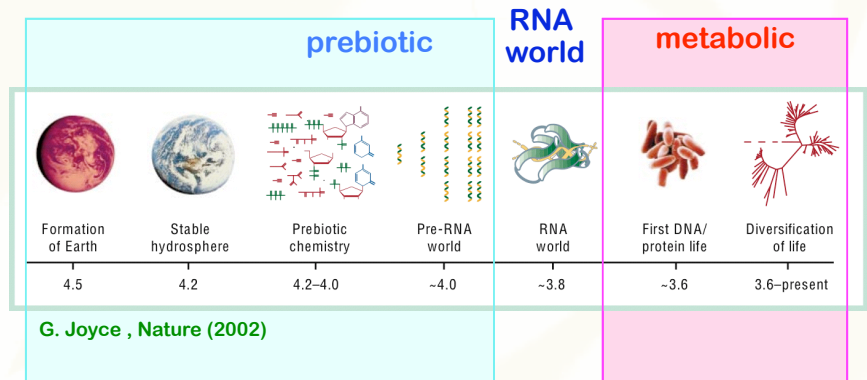 prebiotic
RNA
world
metabolic
Formation
of Earth
Stable
hydrosphere
Prebiotic
chemistry
Pre-RNA
world
RNA
world
First DNA/
protein life
Diversification
of life
4.5
4.2
4.2–4.0
~4.0
~3.8
~3.6
3.6–present
G. Joyce , Nature (2002)